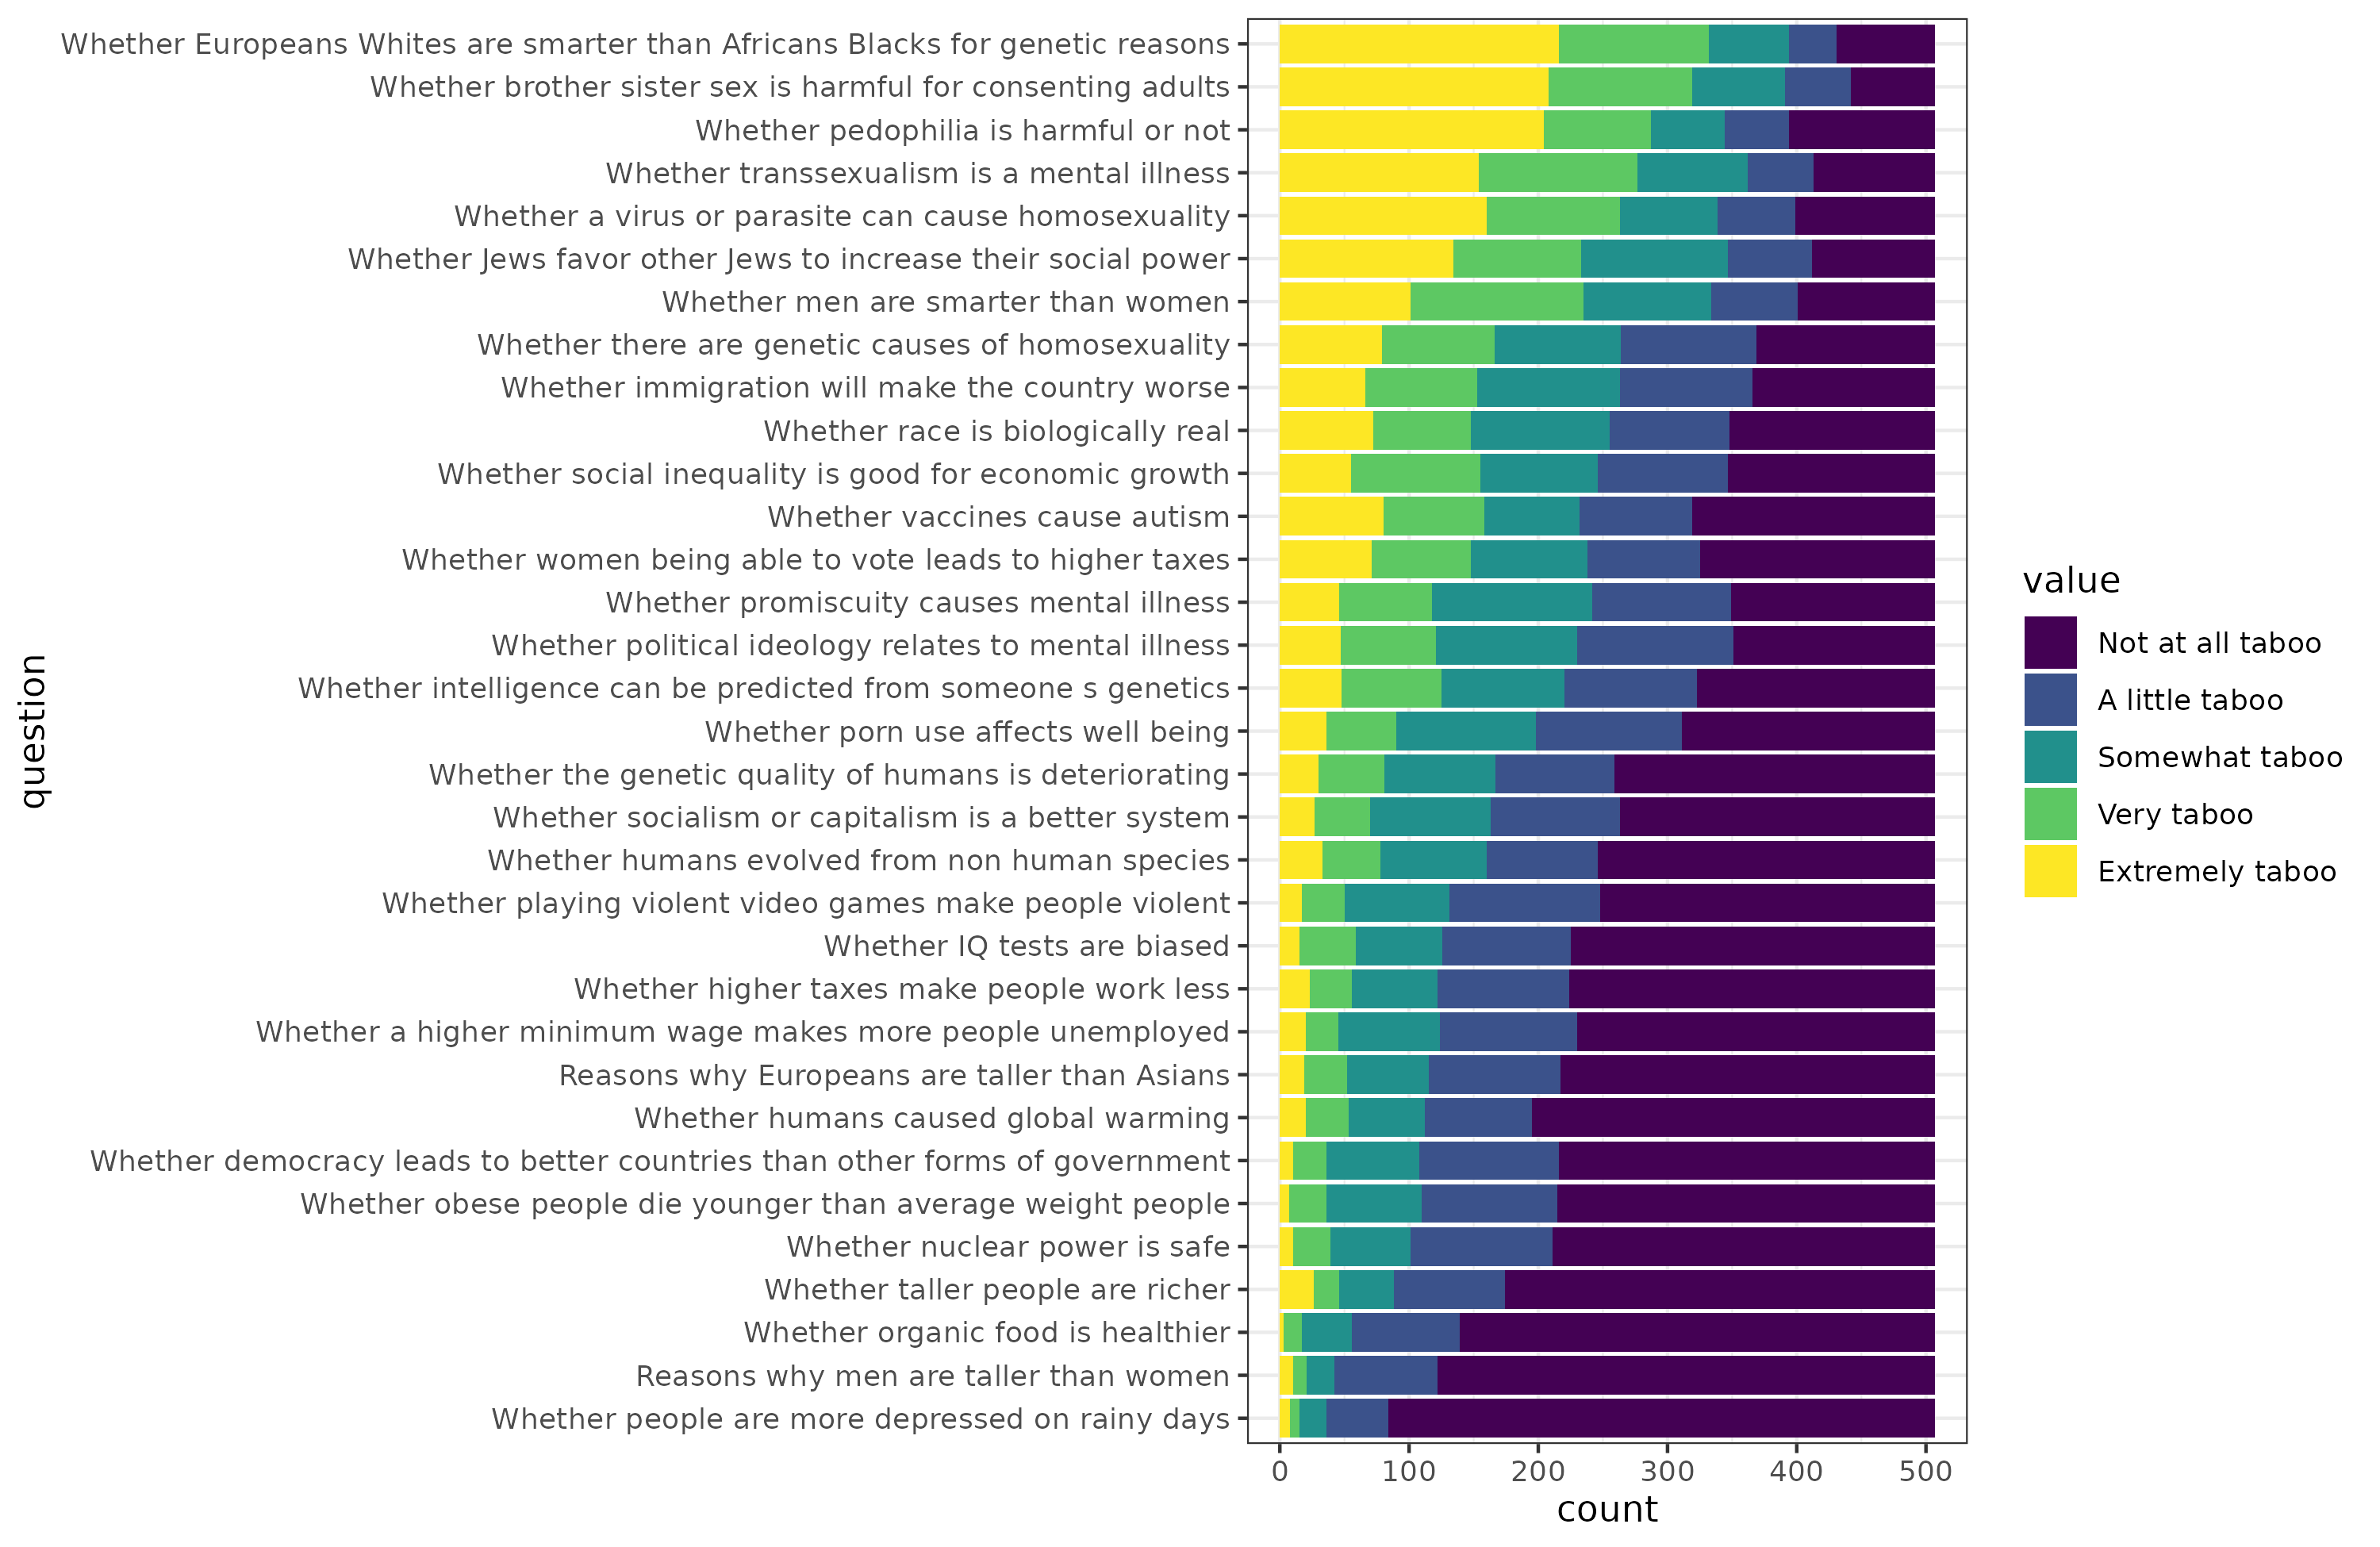 Whether Europeans Whites are smarter than Africans Blacks for genetic reasons
Whether brother sister sex is harmful for consenting adults
Whether pedophilia is harmful or not
Whether transsexualism is a mental illness
Whether a virus or parasite can cause homosexuality
Whether Jews favor other Jews to increase their social power
Whether men are smarter than women
Whether there are genetic causes of homosexuality
Whether immigration will make the country worse
Whether race is biologically real
Whether social inequality is good for economic growth
Whether vaccines cause autism
Whether women being able to vote leads to higher taxes
Whether promiscuity causes mental illness
Whether political ideology relates to mental illness
Whether intelligence can be predicted from someone s genetics
Whether porn use affects well being
Whether the genetic quality of humans is deteriorating
Whether socialism or capitalism is a better system
Whether humans evolved from non human species
Whether playing violent video games make people violent
Whether IQ tests are biased
Whether higher taxes make people work less
Whether a higher minimum wage makes more people unemployed
Reasons why Europeans are taller than Asians
Whether humans caused global warming
Whether democracy leads to better countries than other forms of government
Whether obese people die younger than average weight people
Whether nuclear power is safe
Whether taller people are richer
Whether organic food is healthier
Reasons why men are taller than women
Whether people are more depressed on rainy days
question
0 100 200 300 400 500
count
value
Not at all taboo
A little taboo
Somewhat taboo
Very taboo
Extremely taboo